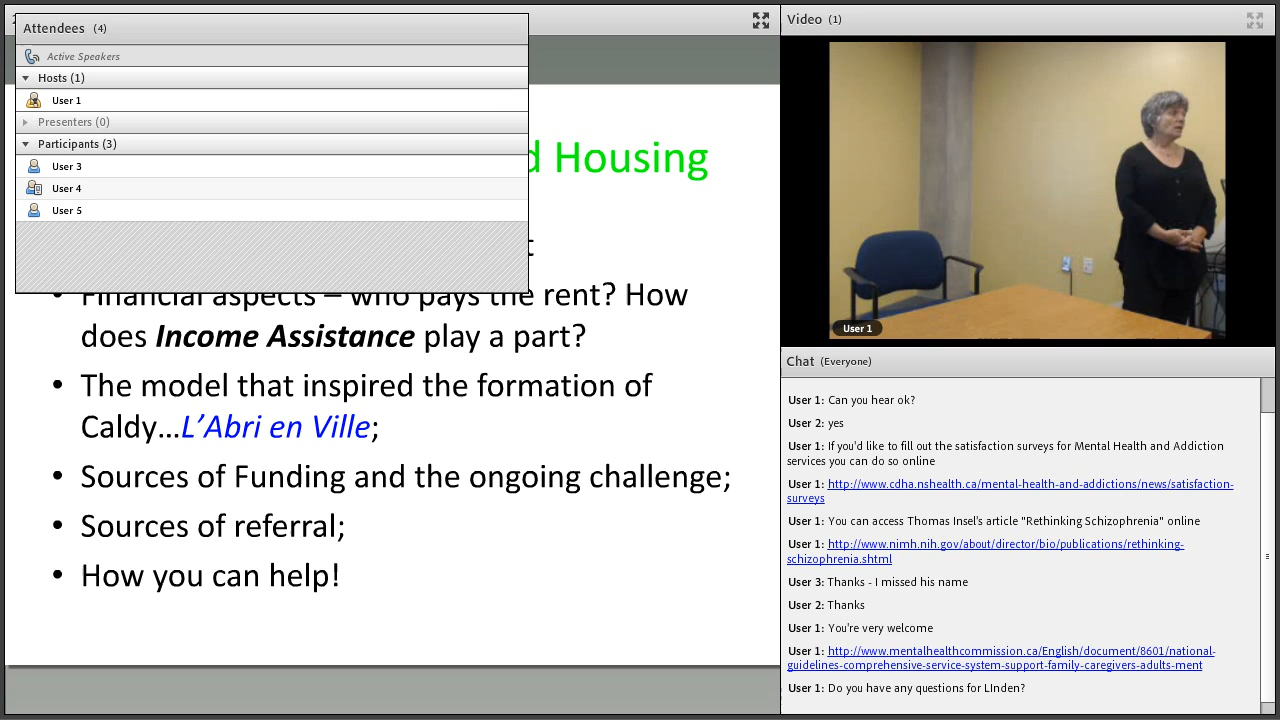 Attendees (4)
Active Speakers
Hosts (1)
User 1
Presenters (0)
Participants (3)
User 3
User 4
User 5
d Housing
t
• Financial aspects – who pays the rent? How
does Income Assistance play a part?
• The model that inspired the formation of
Caldy…L’Abri en Ville;
• Sources of Funding and the ongoing challenge;
• Sources of referral;
• How you can help!
Video (1)
User 1
Chat (Everyone)
User 1: Can you hear ok?
User 2: yes
User 1: If you'd like to fill out the satisfaction surveys for Mental Health and Addiction
services you can do so online
User 1: http://www.cdha.nshealth.ca/mental-health-and-addictions/news/satisfaction-
surveys
User 1: You can access Thomas Insel's article "Rethinking Schizophrenia" online
User 1: http://www.nimh.nih.gov/about/director/bio/publications/rethinking-
schizophrenia.shtml
User 3: Thanks - I missed his name
User 2: Thanks
User 1: You're very welcome
User 1: http://www.mentalhealthcommission.ca/English/document/8601/national-
guidelines-comprehensive-service-system-support-family-caregivers-adults-ment
User 1: Do you have any questions for LInden?